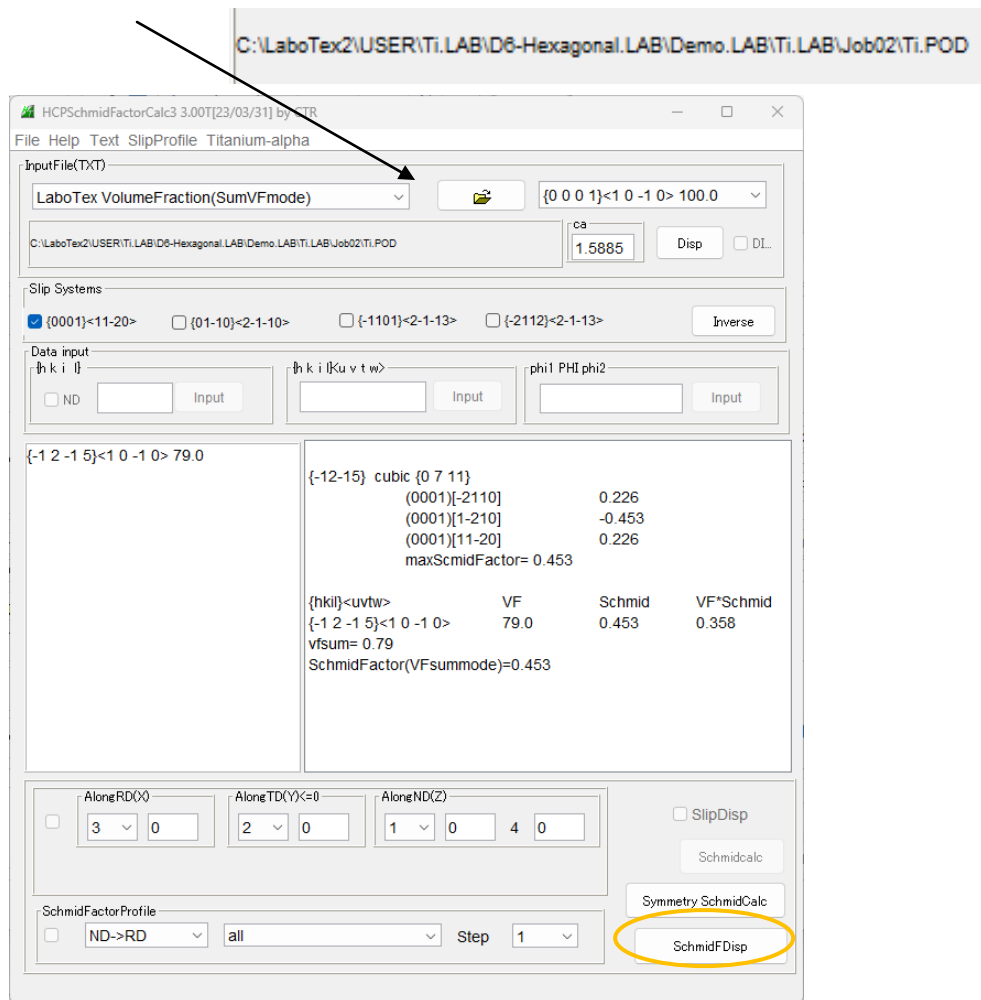 C:\LaboTex2\USER\Ti.LAB\D6-Hexagonal.LAB\Demo.LAB\Ti.LAB\Job02\Ti.POD
HCPSchmidFactorCalc3 3.00T[23/03/31] by CTR
File Help Text SlipProfile Titanium-alpha
InputFile(TXT)
LaboTex VolumeFraction(SumVFmode) {0 0 0 1}<1 0 -1 0> 100.0
C:\LaboTex2\USER\Ti.LAB\D6-Hexagonal.LAB\Demo.LAB\Ti.LAB\Job02\Ti.POD ca 1.5885 Disp DI...
Slip Systems
{0001}<11-20> {01-10}<2-1-10> {-1101}<2-1-13> {-2112}<2-1-13> Inverse
Data input
{h k i l} {h k i l}<u v t w> phi1 PHI phi2
ND Input Input Input
{-1 2 -1 5}<1 0 -1 0> 79.0
{-12-15} cubic {0 7 11}
(0001)[-2110] 0.226
(0001)[1-210] -0.453
(0001)[11-20] 0.226
maxScmidFactor= 0.453
{hkil}<uvtw> VF Schmid VF*Schmid
{-1 2 -1 5}<1 0 -1 0> 79.0 0.453 0.358
vfsum= 0.79
SchmidFactor(VFsummode)=0.453
AlongRD(X) AlongTD(Y)<=0 AlongND(Z)
3 0 2 0 1 0 4 0
SlipDisp
Schmidcalc
Symmetry SchmidCalc
SchmidFactorProfile
ND->RD all Step 1
SchmidFDisp